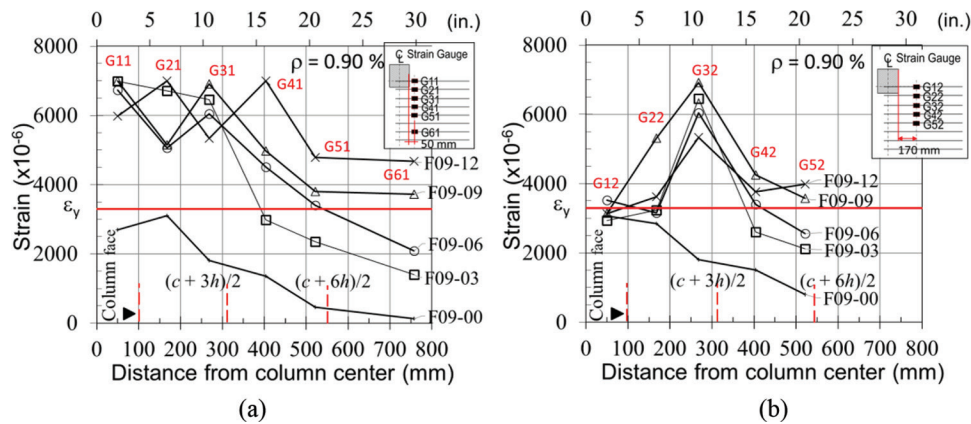 0 5 10 15 20 25 30 (in.)
8000
6000
4000
εy
2000
0
Strain (x10⁻⁶)
G11
G21
G31
G41
G51
G61
ρ = 0.90 %
℄ Strain Gauge
G11
G21
G31
G41
G51
G61
50 mm
F09-12
F09-09
F09-06
F09-03
F09-00
Column face
(c + 3h)/2
(c + 6h)/2
0 100 200 300 400 500 600 700 800
Distance from column center (mm)
(a)
0 5 10 15 20 25 30 (in.)
8000
6000
4000
εy
2000
0
Strain (x10⁻⁶)
G12
G22
G32
G42
G52
ρ = 0.90 %
℄ Strain Gauge
G12
G22
G32
G42
G52
170 mm
F09-12
F09-09
F09-06
F09-03
F09-00
Column face
(c + 3h)/2
(c + 6h)/2
0 100 200 300 400 500 600 700 800
Distance from column center (mm)
(b)